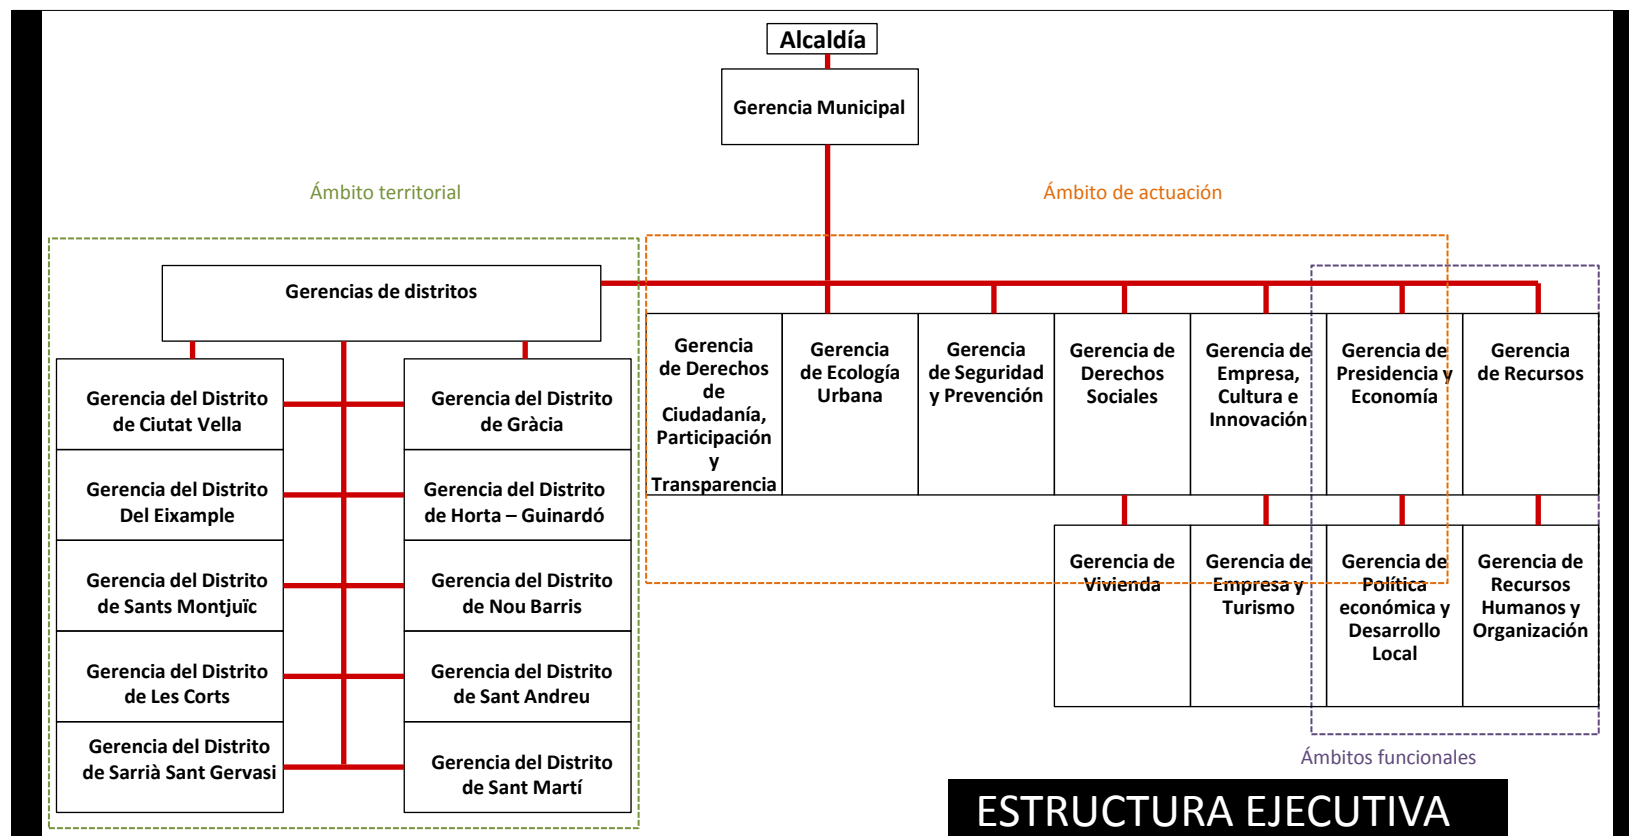 Alcaldía
Gerencia Municipal
Ámbito territorial
Ámbito de actuación
Gerencias de distritos
Gerencia del Distrito
de Ciutat Vella
Gerencia del Distrito
de Gràcia
Gerencia del Distrito
Del Eixample
Gerencia del Distrito
de Horta – Guinardó
Gerencia del Distrito
de Sants Montjuïc
Gerencia del Distrito
de Nou Barris
Gerencia del Distrito
de Les Corts
Gerencia del Distrito
de Sant Andreu
Gerencia del Distrito
de Sarrià Sant Gervasi
Gerencia del Distrito
de Sant Martí
Gerencia
de Derechos
de
Ciudadanía,
Participación
y
Transparencia
Gerencia
de Ecología
Urbana
Gerencia
de Seguridad
y Prevención
Gerencia de
Derechos
Sociales
Gerencia de
Empresa,
Cultura e
Innovación
Gerencia de
Presidencia y
Economía
Gerencia
de Recursos
Gerencia de
Vivienda
Gerencia de
Empresa y
Turismo
Gerencia de
Política
económica y
Desarrollo
Local
Gerencia de
Recursos
Humanos y
Organización
Ámbitos funcionales
ESTRUCTURA EJECUTIVA